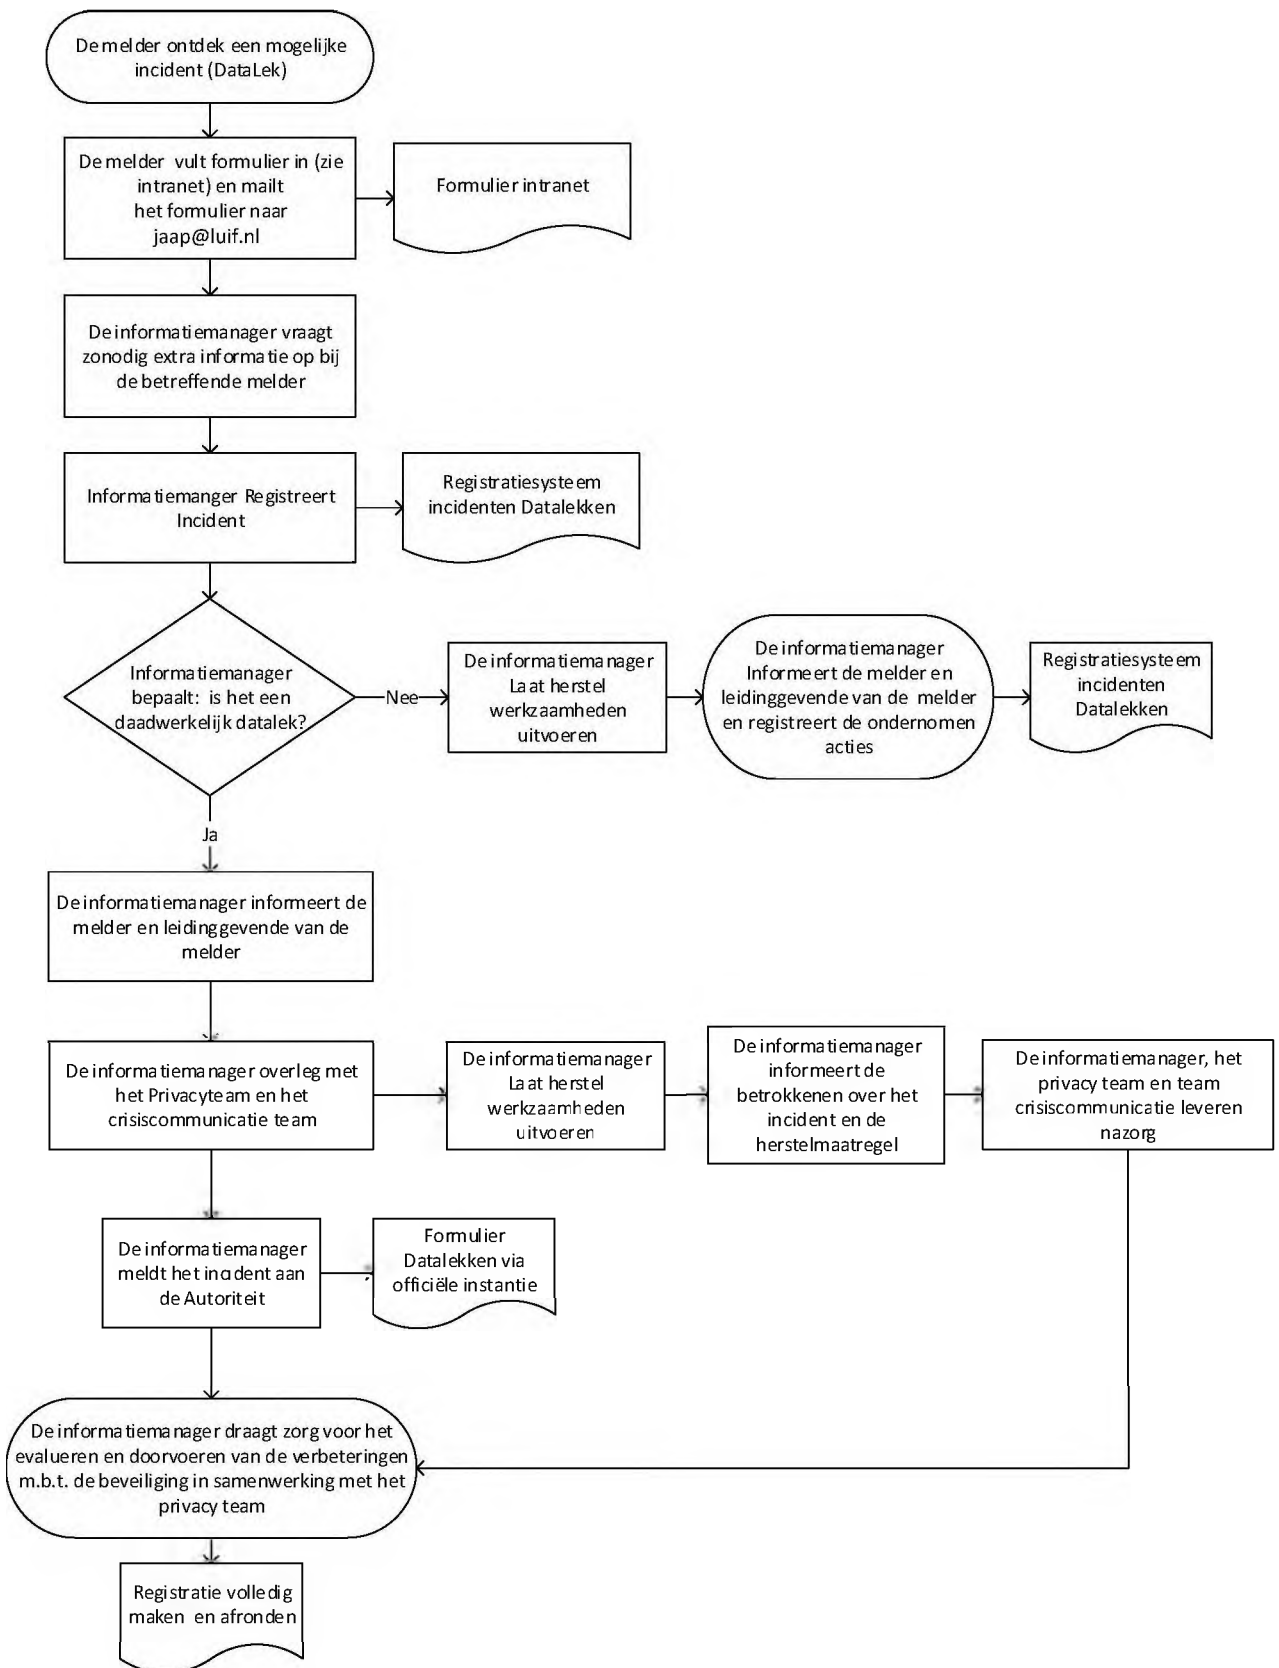 De melder ontdek een mogelijke
incident (DataLek)
De melder vult formulier in (zie
intranet) en mailt
het formulier naar
jaap@luif.nl
Formulier intranet
De informatiemanager vraagt
zonodig extra informatie op bij
de betreffende melder
Informatiemanger Registreert
Incident
Registratiesysteem
incidenten Datalekken
Informatiemanager
bepaalt: is het een
daadwerkelijk datalek?
Nee
De informatiemanager
Laat herstel
werkzaamheden
uitvoeren
De informatiemanager
Informeert de melder en
leidinggevende van de melder
en registreert de ondernomen
acties
Registratiesysteem
incidenten
Datalekken
Ja
De informatiemanager informeert de
melder en leidinggevende van de
melder
De informatiemanager overleg met
het Privacyteam en het
crisiscommunicatie team
De informatiemanager
Laat herstel
werkzaamheden
uitvoeren
De informatiemanager
informeert de
betrokkenen over het
incident en de
herstelmaatregel
De informatiemanager, het
privacy team en team
crisiscommunicatie leveren
nazorg
De informatiemanager
meldt het incident aan
de Autoriteit
Formulier
Datalekken via
officiële instantie
De informatiemanager draagt zorg voor het
evalueren en doorvoeren van de verbeteringen
m.b.t. de beveiliging in samenwerking met het
privacy team
Registratie volledig
maken en afronden